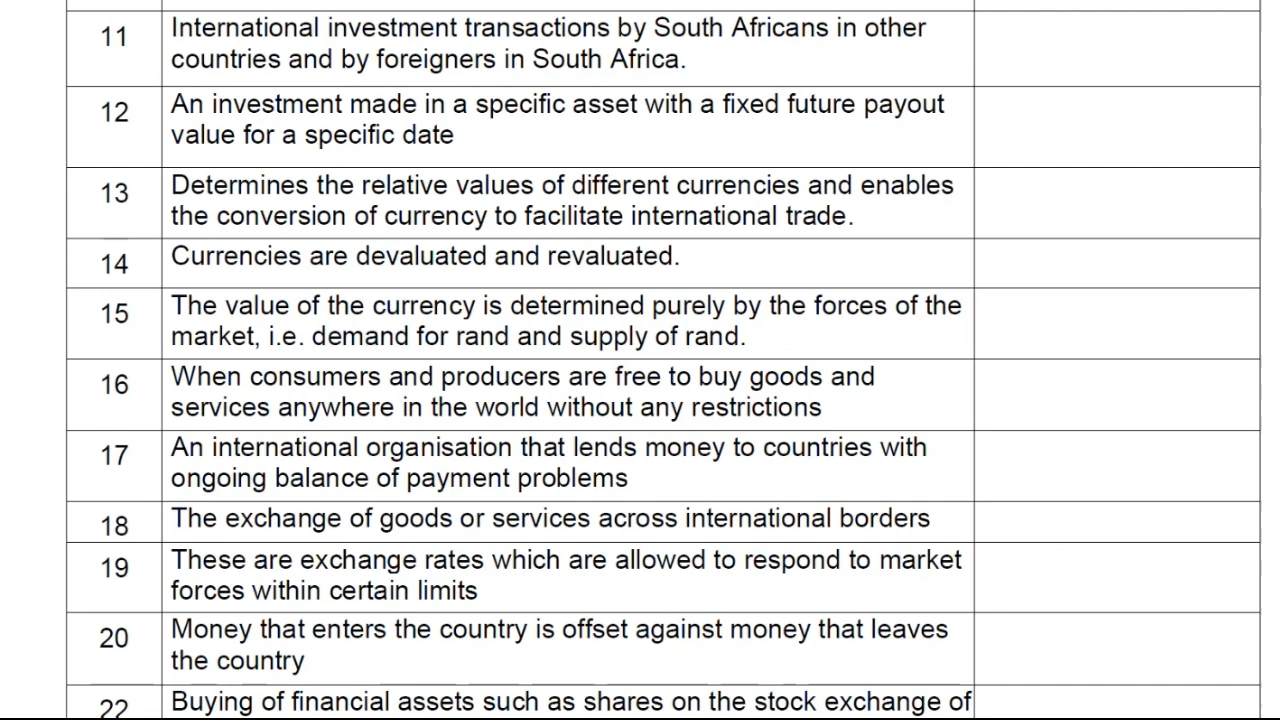 11
International investment transactions by South Africans in other
countries and by foreigners in South Africa.
12
An investment made in a specific asset with a fixed future payout
value for a specific date
13
Determines the relative values of different currencies and enables
the conversion of currency to facilitate international trade.
14
Currencies are devaluated and revaluated.
15
The value of the currency is determined purely by the forces of the
market, i.e. demand for rand and supply of rand.
16
When consumers and producers are free to buy goods and
services anywhere in the world without any restrictions
17
An international organisation that lends money to countries with
ongoing balance of payment problems
18
The exchange of goods or services across international borders
19
These are exchange rates which are allowed to respond to market
forces within certain limits
20
Money that enters the country is offset against money that leaves
the country
22
Buying of financial assets such as shares on the stock exchange of